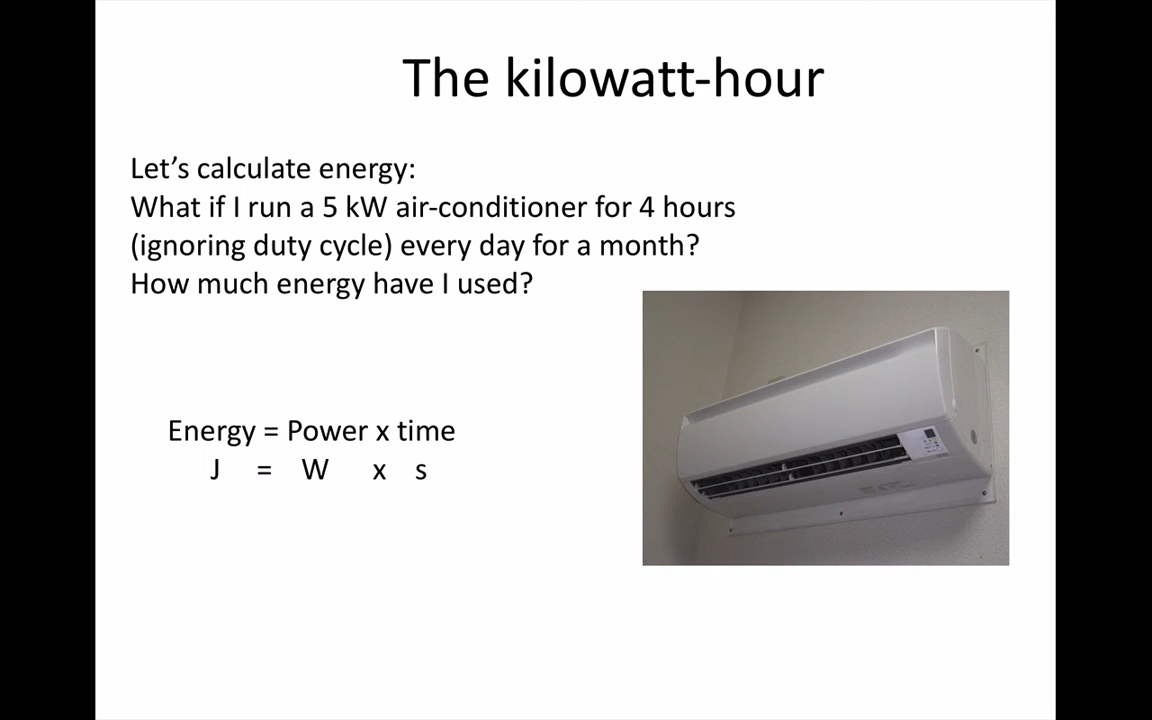 The kilowatt-hour
Let’s calculate energy:
What if I run a 5 kW air-conditioner for 4 hours
(ignoring duty cycle) every day for a month?
How much energy have I used?
Energy = Power x time
J = W x s